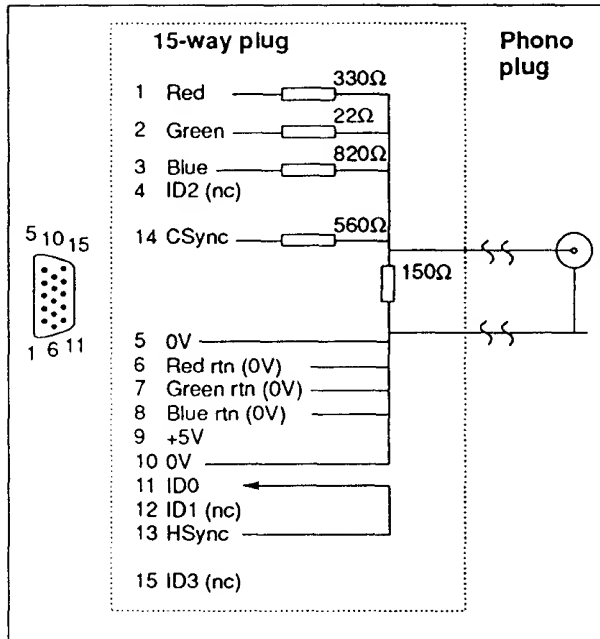 15-way plug
Phono
plug
1 Red 330Ω
2 Green 22Ω
3 Blue 820Ω
4 ID2 (nc)
14 CSync 560Ω
150Ω
5 10 15
1 6 11
5 0V
6 Red rtn (0V)
7 Green rtn (0V)
8 Blue rtn (0V)
9 +5V
10 0V
11 ID0
12 ID1 (nc)
13 HSync
15 ID3 (nc)